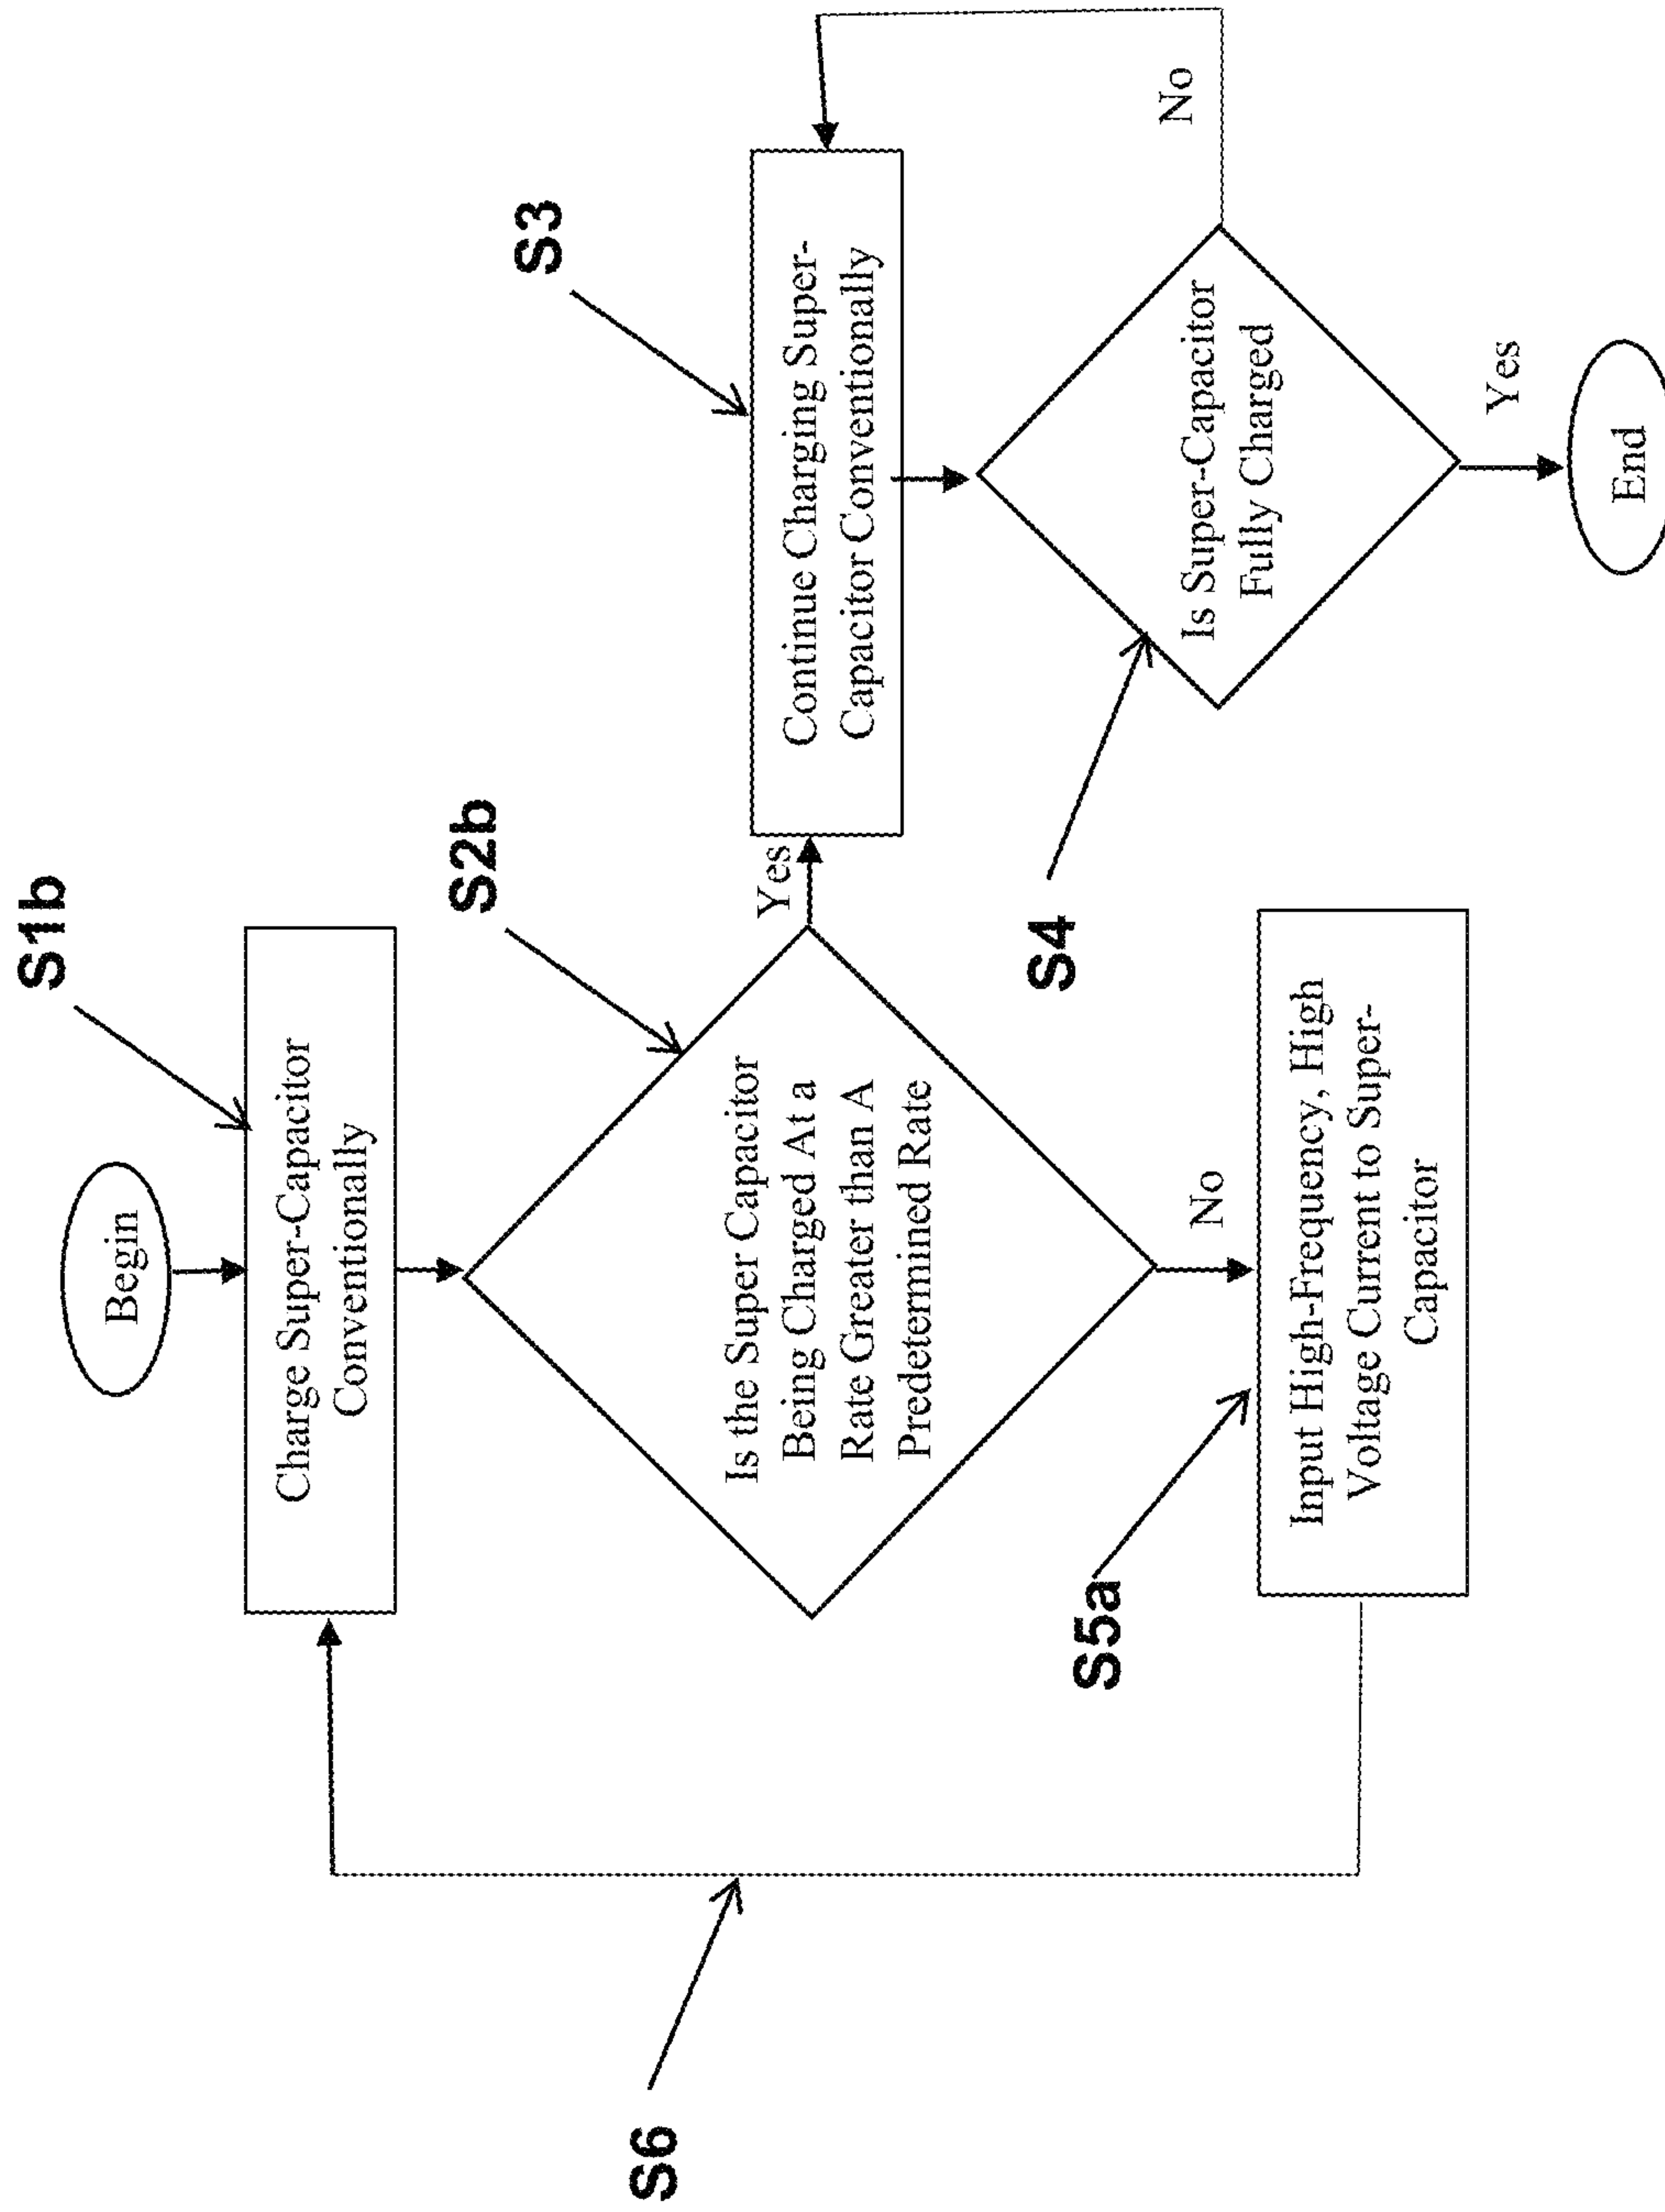 Begin
S1b
Charge Super-Capacitor
Conventionally
S2b
Is the Super Capacitor
Being Charged At a
Rate Greater than A
Predetermined Rate
Yes
S3
Continue Charging Super-
Capacitor Conventionally
S4
Is Super-Capacitor
Fully Charged
No
Yes
End
No
S5a
Input High-Frequency, High
Voltage Current to Super-
Capacitor
S6